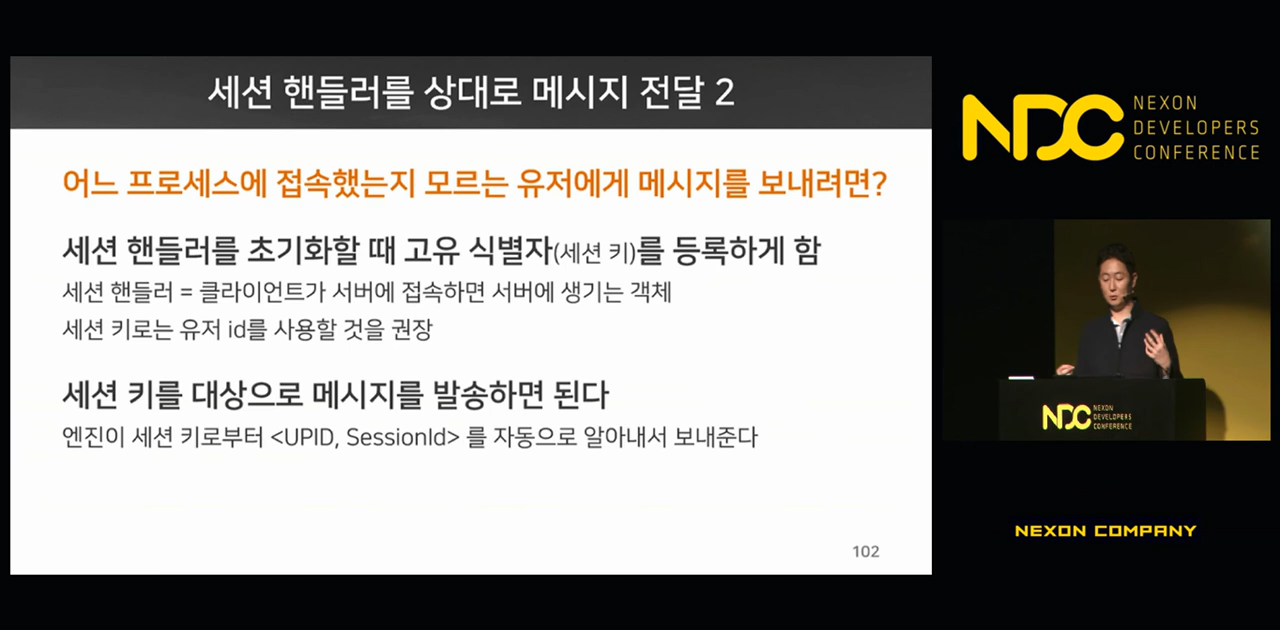 세션 핸들러를 상대로 메시지 전달 2
어느 프로세스에 접속했는지 모르는 유저에게 메시지를 보내려면?
세션 핸들러를 초기화할 때 고유 식별자(세션 키)를 등록하게 함
세션 핸들러 = 클라이언트가 서버에 접속하면 서버에 생기는 객체
세션 키로는 유저 id를 사용할 것을 권장
세션 키를 대상으로 메시지를 발송하면 된다
엔진이 세션 키로부터 <UPID, SessionId> 를 자동으로 알아내서 보내준다
102
NDC
NEXON
DEVELOPERS
CONFERENCE
NDC
NEXON
DEVELOPERS
CONFERENCE
NEXON COMPANY